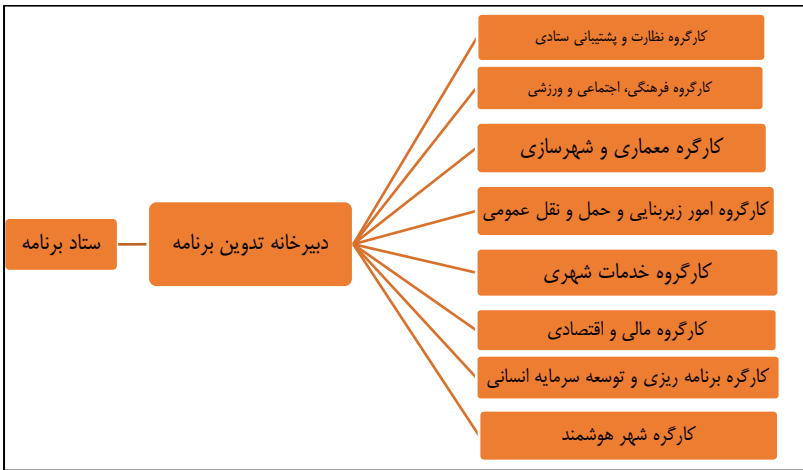 کارگروه نظارت و پشتیبانی ستادی
کارگروه فرهنگی، اجتماعی و ورزشی
کارگره معماری و شهرسازی
کارگروه امور زیربنایی و حمل و نقل عمومی
ستاد برنامه
دبیرخانه تدوین برنامه
کارگروه خدمات شهری
کارگروه مالی و اقتصادی
کارگره برنامه ریزی و توسعه سرمایه انسانی
کارگره شهر هوشمند